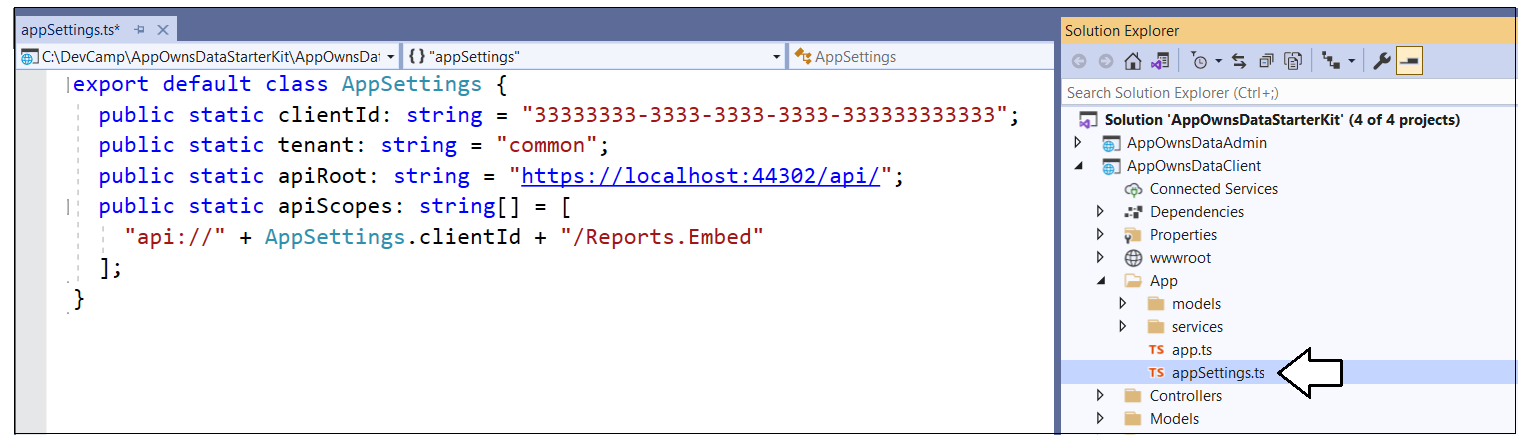 appSettings.ts*
C:\DevCamp\AppOwnsDataStarterKit\AppOwnsDat
{} "appSettings"
AppSettings
export default class AppSettings {
public static clientId: string = "33333333-3333-3333-3333-333333333333";
public static tenant: string = "common";
public static apiRoot: string = "https://localhost:44302/api/";
public static apiScopes: string[] = [
"api://" + AppSettings.clientId + "/Reports.Embed"
];
}
Solution Explorer
Search Solution Explorer (Ctrl+;)
Solution 'AppOwnsDataStarterKit' (4 of 4 projects)
AppOwnsDataAdmin
AppOwnsDataClient
Connected Services
Dependencies
Properties
wwwroot
App
models
services
TS app.ts
TS appSettings.ts
Controllers
Models